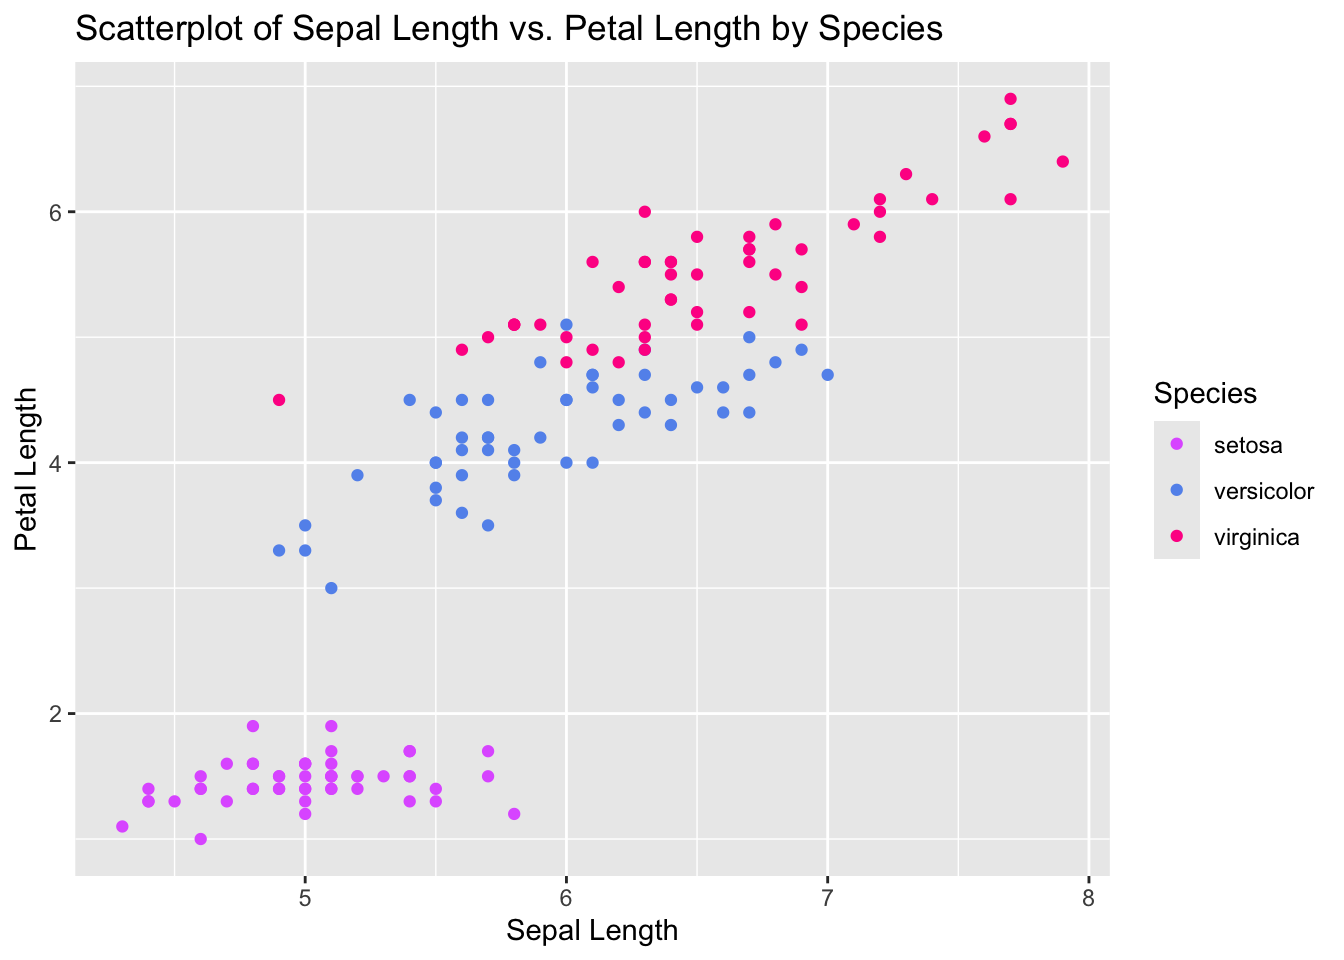 Scatterplot of Sepal Length vs. Petal Length by Species
Petal Length
6
4
2
5 6 7 8
Sepal Length
Species
setosa
versicolor
virginica